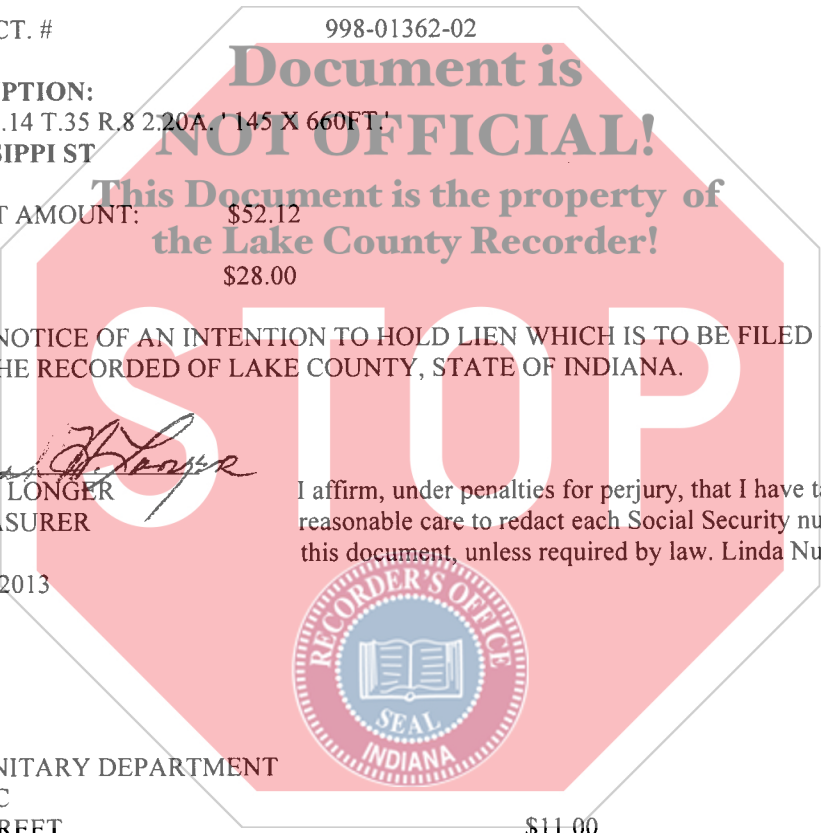 CT. # 998-01362-02
Document is
PTION:
.14 T.35 R.8 2.20A. ' 145 X 660FT.'
NOT OFFICIAL!
SIPPI ST
This Document is the property of
T AMOUNT: $52.12
the Lake County Recorder!
$28.00
NOTICE OF AN INTENTION TO HOLD LIEN WHICH IS TO BE FILED
HE RECORDED OF LAKE COUNTY, STATE OF INDIANA.
STOP
LONGER
I affirm, under penalties for perjury, that I have ta
ASURER reasonable care to redact each Social Security nu
this document, unless required by law. Linda Nu
2013
RECORDER'S OFFICE
SEAL
INDIANA
NITARY DEPARTMENT
C
REET $11.00